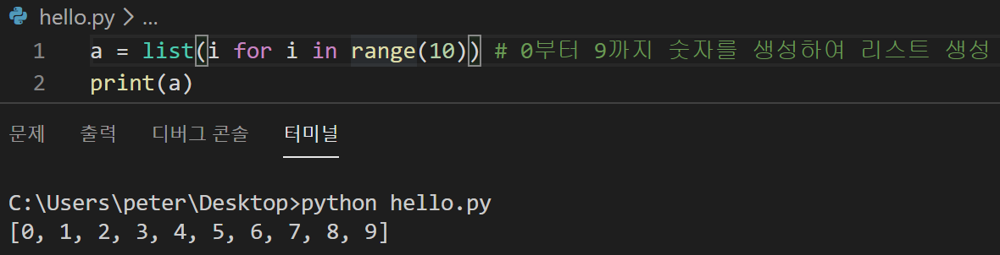 hello.py > ...
1 a = list(i for i in range(10)) # 0부터 9까지 숫자를 생성하여 리스트 생성
2 print(a)
문제 출력 디버그 콘솔 터미널
C:\Users\peter\Desktop>python hello.py
[0, 1, 2, 3, 4, 5, 6, 7, 8, 9]